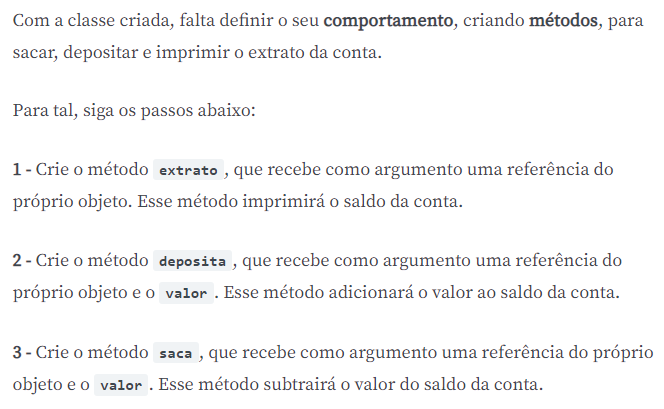 Com a classe criada, falta definir o seu comportamento, criando métodos, para
sacar, depositar e imprimir o extrato da conta.
Para tal, siga os passos abaixo:
1 - Crie o método extrato, que recebe como argumento uma referência do
próprio objeto. Esse método imprimirá o saldo da conta.
2 - Crie o método deposita, que recebe como argumento uma referência do
próprio objeto e o valor. Esse método adicionará o valor ao saldo da conta.
3 - Crie o método saca, que recebe como argumento uma referência do próprio
objeto e o valor. Esse método subtrairá o valor do saldo da conta.